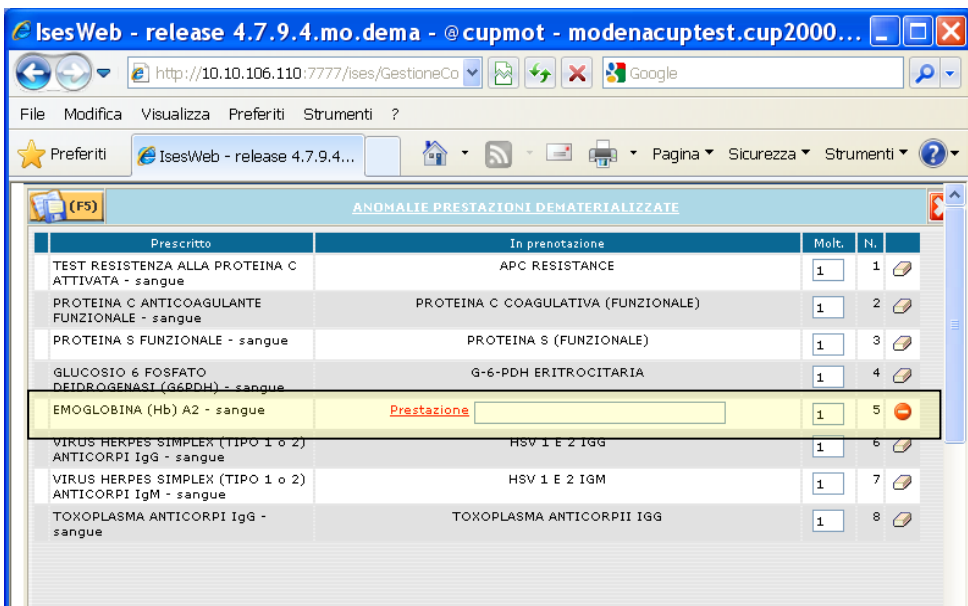 IsesWeb - release 4.7.9.4.mo.dema - @cupmot - modenacuptest.cup2000...
http://10.10.106.110:7777/ises/GestioneCo
Google
File Modifica Visualizza Preferiti Strumenti ?
Preferiti IsesWeb - release 4.7.9.4... Pagina Sicurezza Strumenti
(F5) ANOMALIE PRESTAZIONI DEMATERIALIZZATE
Prescritto In prenotazione Molt. N.
TEST RESISTENZA ALLA PROTEINA C APC RESISTANCE 1 1
ATTIVATA - sangue
PROTEINA C ANTICOAGULANTE PROTEINA C COAGULATIVA (FUNZIONALE) 1 2
FUNZIONALE - sangue
PROTEINA S FUNZIONALE - sangue PROTEINA S (FUNZIONALE) 1 3
GLUCOSIO 6 FOSFATO G-6-PDH ERITROCITARIA 1 4
DEIDROGENASI (G6PDH) - sangue
EMOGLOBINA (Hb) A2 - sangue Prestazione 1 5
VIRUS HERPES SIMPLEX (TIPO 1 o 2) HSV 1 E 2 IGG 1 6
ANTICORPI IgG - sangue
VIRUS HERPES SIMPLEX (TIPO 1 o 2) HSV 1 E 2 IGM 1 7
ANTICORPI IgM - sangue
TOXOPLASMA ANTICORPI IgG - TOXOPLASMA ANTICORPII IGG 1 8
sangue